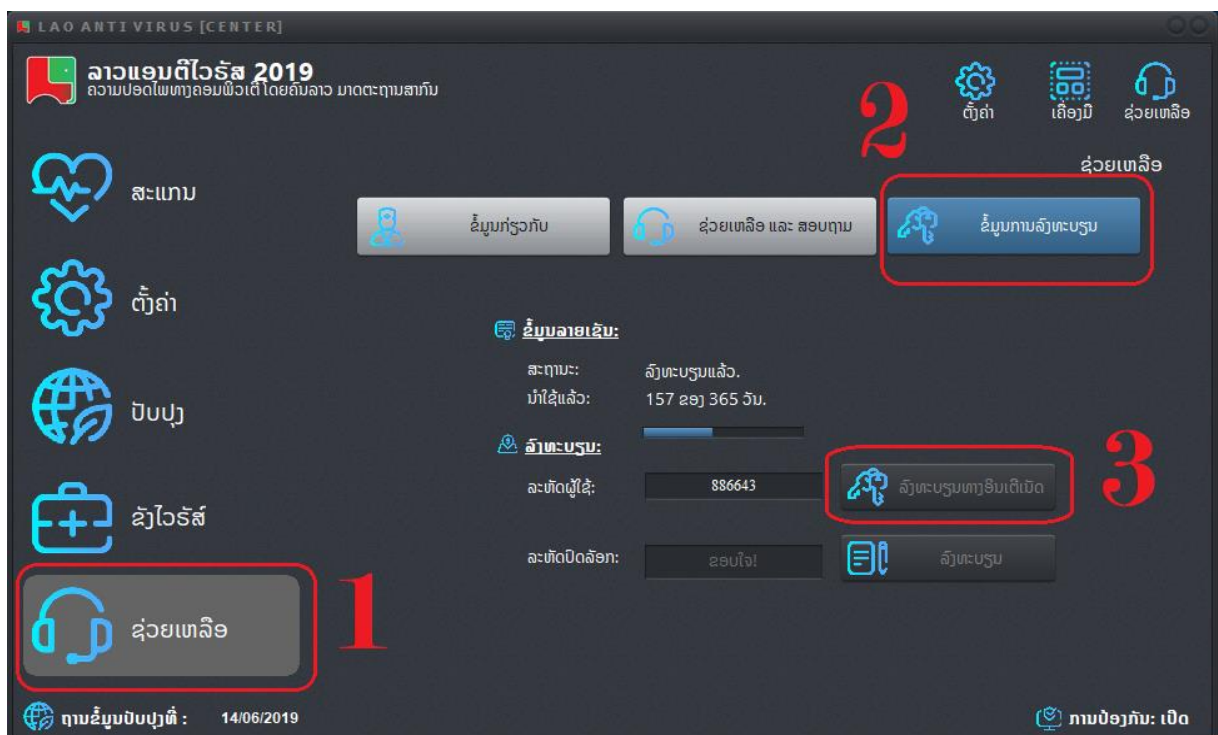 LAO ANTI VIRUS [CENTER]
ລາວແອນຕີໄວຣັສ 2019
ຄວາມປອດໄພທາງຄອມພິວເຕີໂດຍຄົນລາວ ມາດຕະຖານສາກົນ
ຕັ້ງຄ່າ
ເຄື່ອງມື
ຊ່ວຍເຫລືອ
2
ຊ່ວຍເຫລືອ
ສະແກນ
ຂໍ້ມູນກ່ຽວກັບ
ຊ່ວຍເຫລືອ ແລະ ສອບຖາມ
ຂໍ້ມູນການລົງທະບຽນ
ຕັ້ງຄ່າ
ຂໍ້ມູນລາຍເຊັນ:
ສະຖານະ: ລົງທະບຽນແລ້ວ.
ນຳໃຊ້ແລ້ວ: 157 ຂອງ 365 ວັນ.
ປັບປຸງ
ລົງທະບຽນ:
ລະຫັດຜູ້ໃຊ້: 886643
ລົງທະບຽນທາງອິນເຕີເນັດ
3
ຂັງໄວຣັສ໌
ລະຫັດປົດລັອກ: ຂອບໃຈ!
ລົງທະບຽນ
ຊ່ວຍເຫລືອ
1
ຖານຂໍ້ມູນປັບປຸງທີ່ : 14/06/2019
ການປ້ອງກັນ: ເປີດ